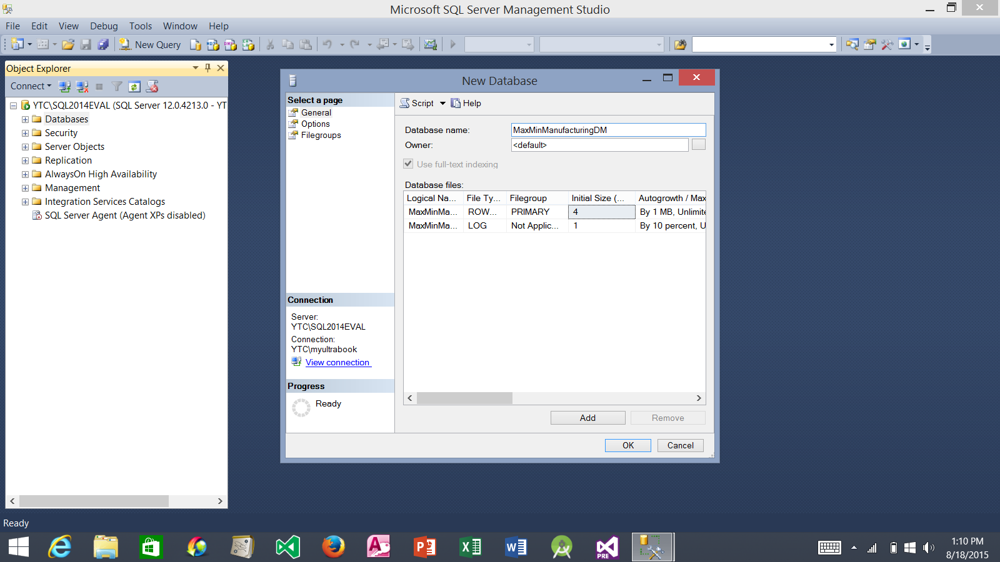 Microsoft SQL Server Management Studio
File Edit View Debug Tools Window Help
New Query
Object Explorer
Connect
YTC\SQL2014EVAL (SQL Server 12.0.4213.0 - YT
Databases
Security
Server Objects
Replication
AlwaysOn High Availability
Management
Integration Services Catalogs
SQL Server Agent (Agent XPs disabled)
New Database
Select a page
General
Options
Filegroups
Script Help
Database name: MaxMinManufacturingDM
Owner: <default>
Use full-text indexing
Database files:
Logical Na... File Ty... Filegroup Initial Size (... Autogrowth / Max
MaxMinMa... ROW... PRIMARY 4 By 1 MB, Unlimite
MaxMinMa... LOG Not Applic... 1 By 10 percent, U
Connection
Server:
YTC\SQL2014EVAL
Connection:
YTC\myultrabook
View connection
Progress
Ready
Add Remove
OK Cancel
Ready
PRE
1:10 PM
8/18/2015